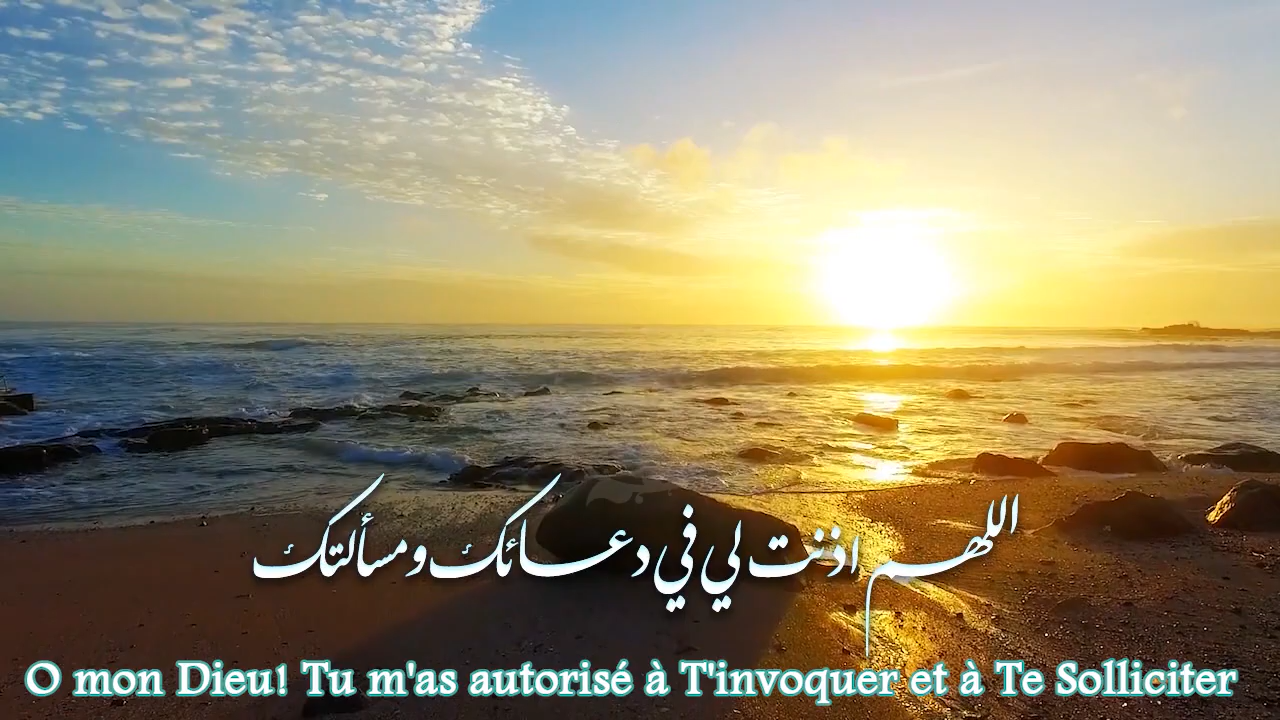 اللهم اذنت لي في دعائك ومسألتك
O mon Dieu! Tu m'as autorisé à T'invoquer et à Te Solliciter